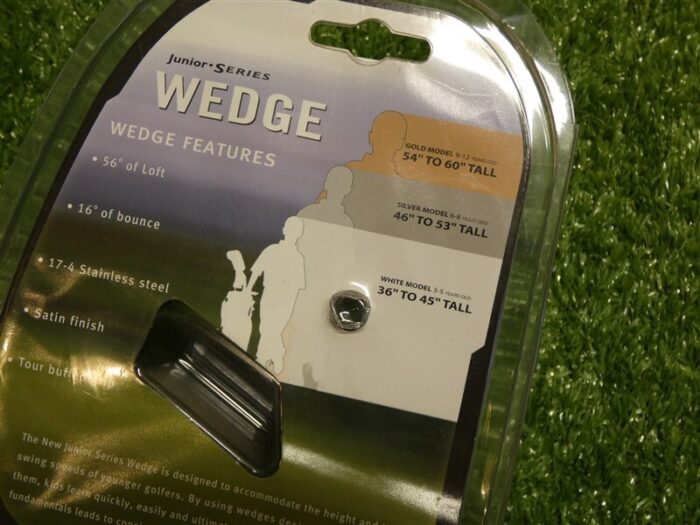 Junior • SERIES
WEDGE
WEDGE FEATURES
• 56° of Loft
• 16° of bounce
• 17-4 Stainless steel
• Satin finish
• Tour buff
GOLD MODEL 9-12 YEARS OLD
54" TO 60" TALL
SILVER MODEL 6-8 YEARS OLD
46" TO 53" TALL
WHITE MODEL 3-5 YEARS OLD
36" TO 45" TALL
The New Junior Series Wedge is designed to accommodate the height and
swing speeds of younger golfers. By using wedges
them, kids learn quickly, easily and
fundamentals leads to